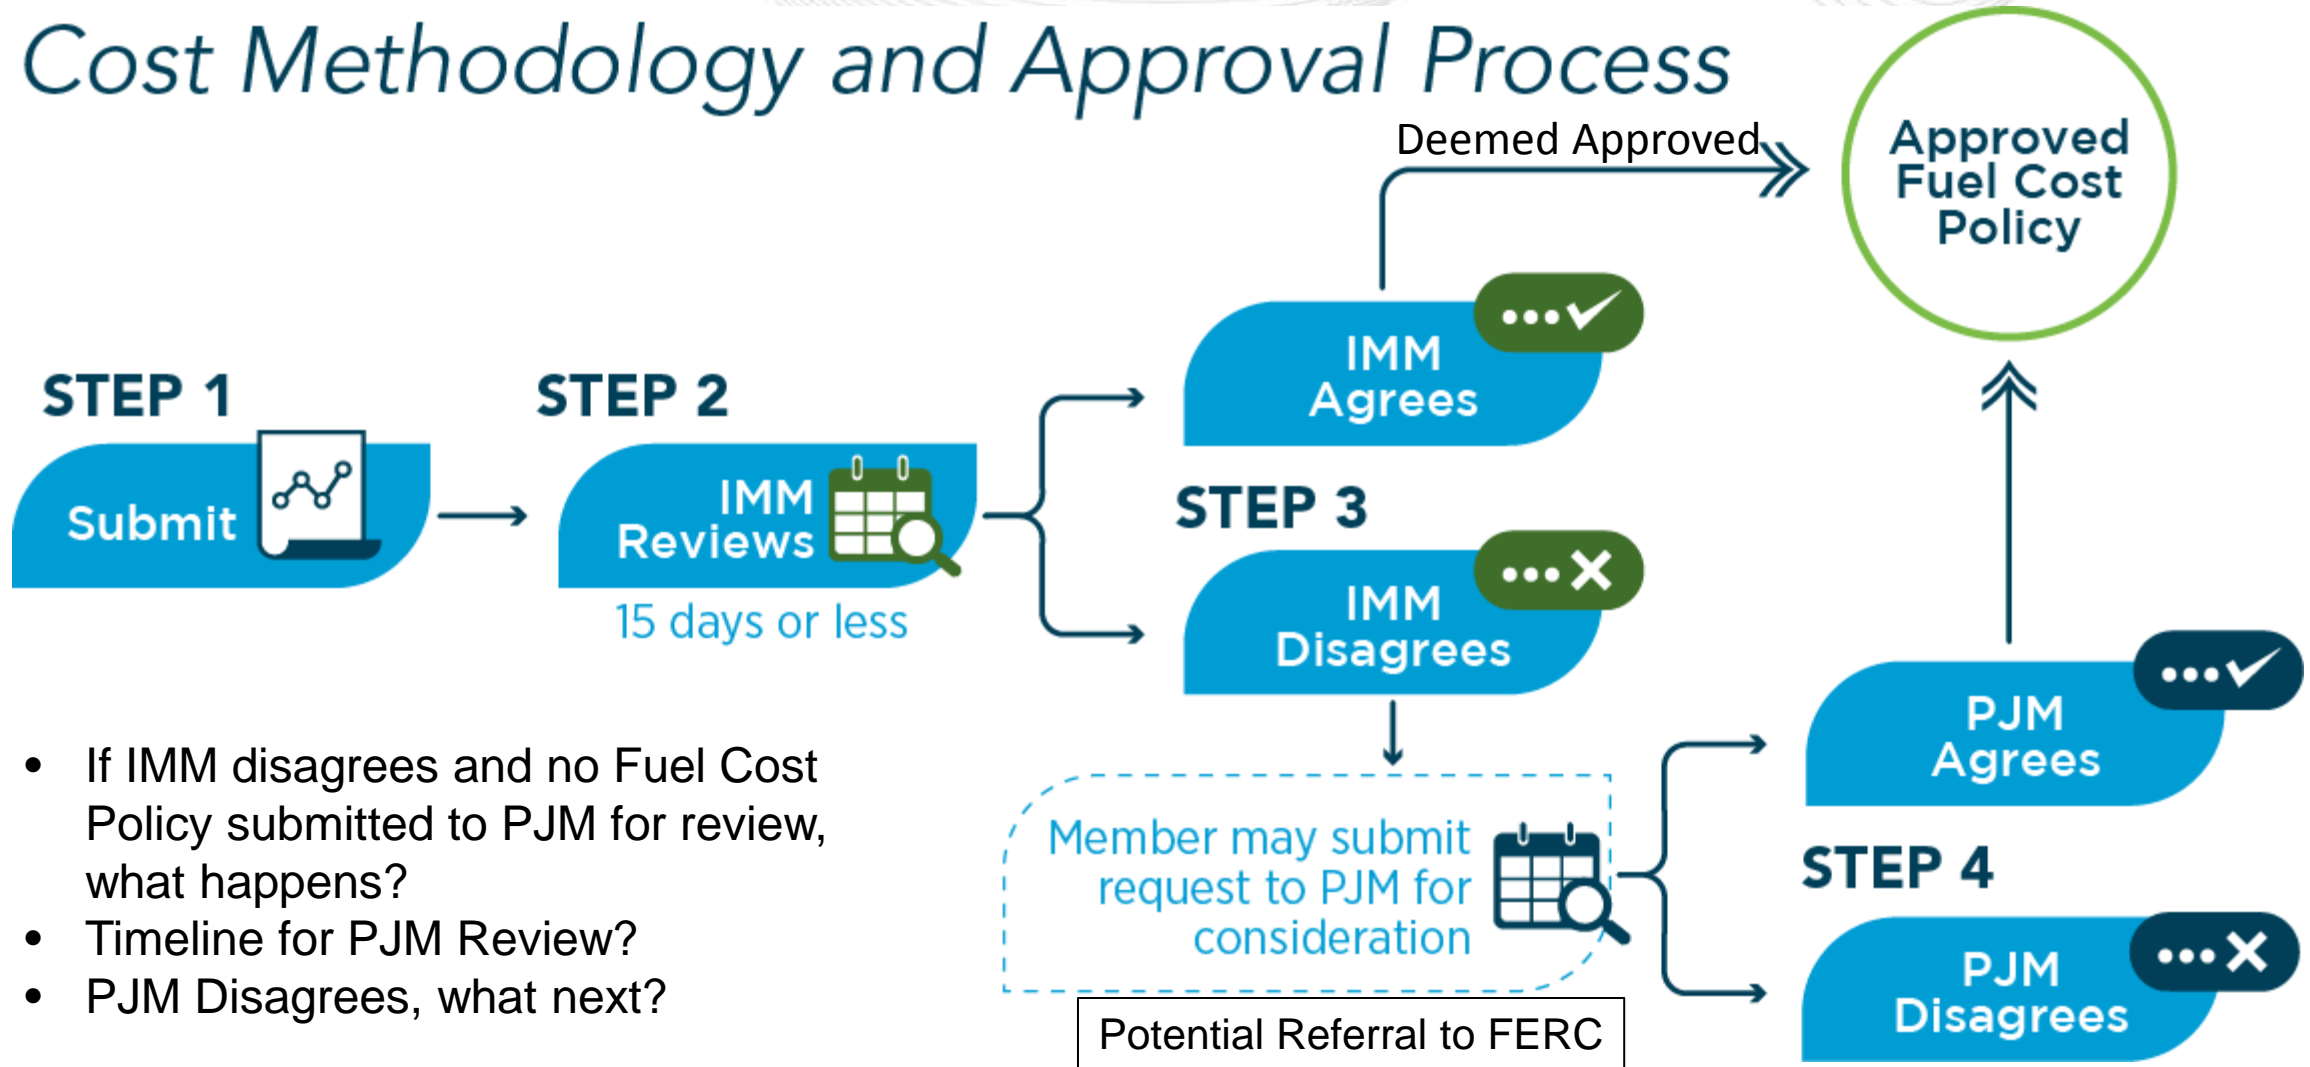 Cost Methodology and Approval Process
Deemed Approved
Approved
Fuel Cost
Policy
STEP 1
Submit
STEP 2
IMM
Reviews
15 days or less
IMM
Agrees
STEP 3
IMM
Disagrees
Member may submit
request to PJM for
consideration
Potential Referral to FERC
PJM
Agrees
STEP 4
PJM
Disagrees
• If IMM disagrees and no Fuel Cost
Policy submitted to PJM for review,
what happens?
• Timeline for PJM Review?
• PJM Disagrees, what next?